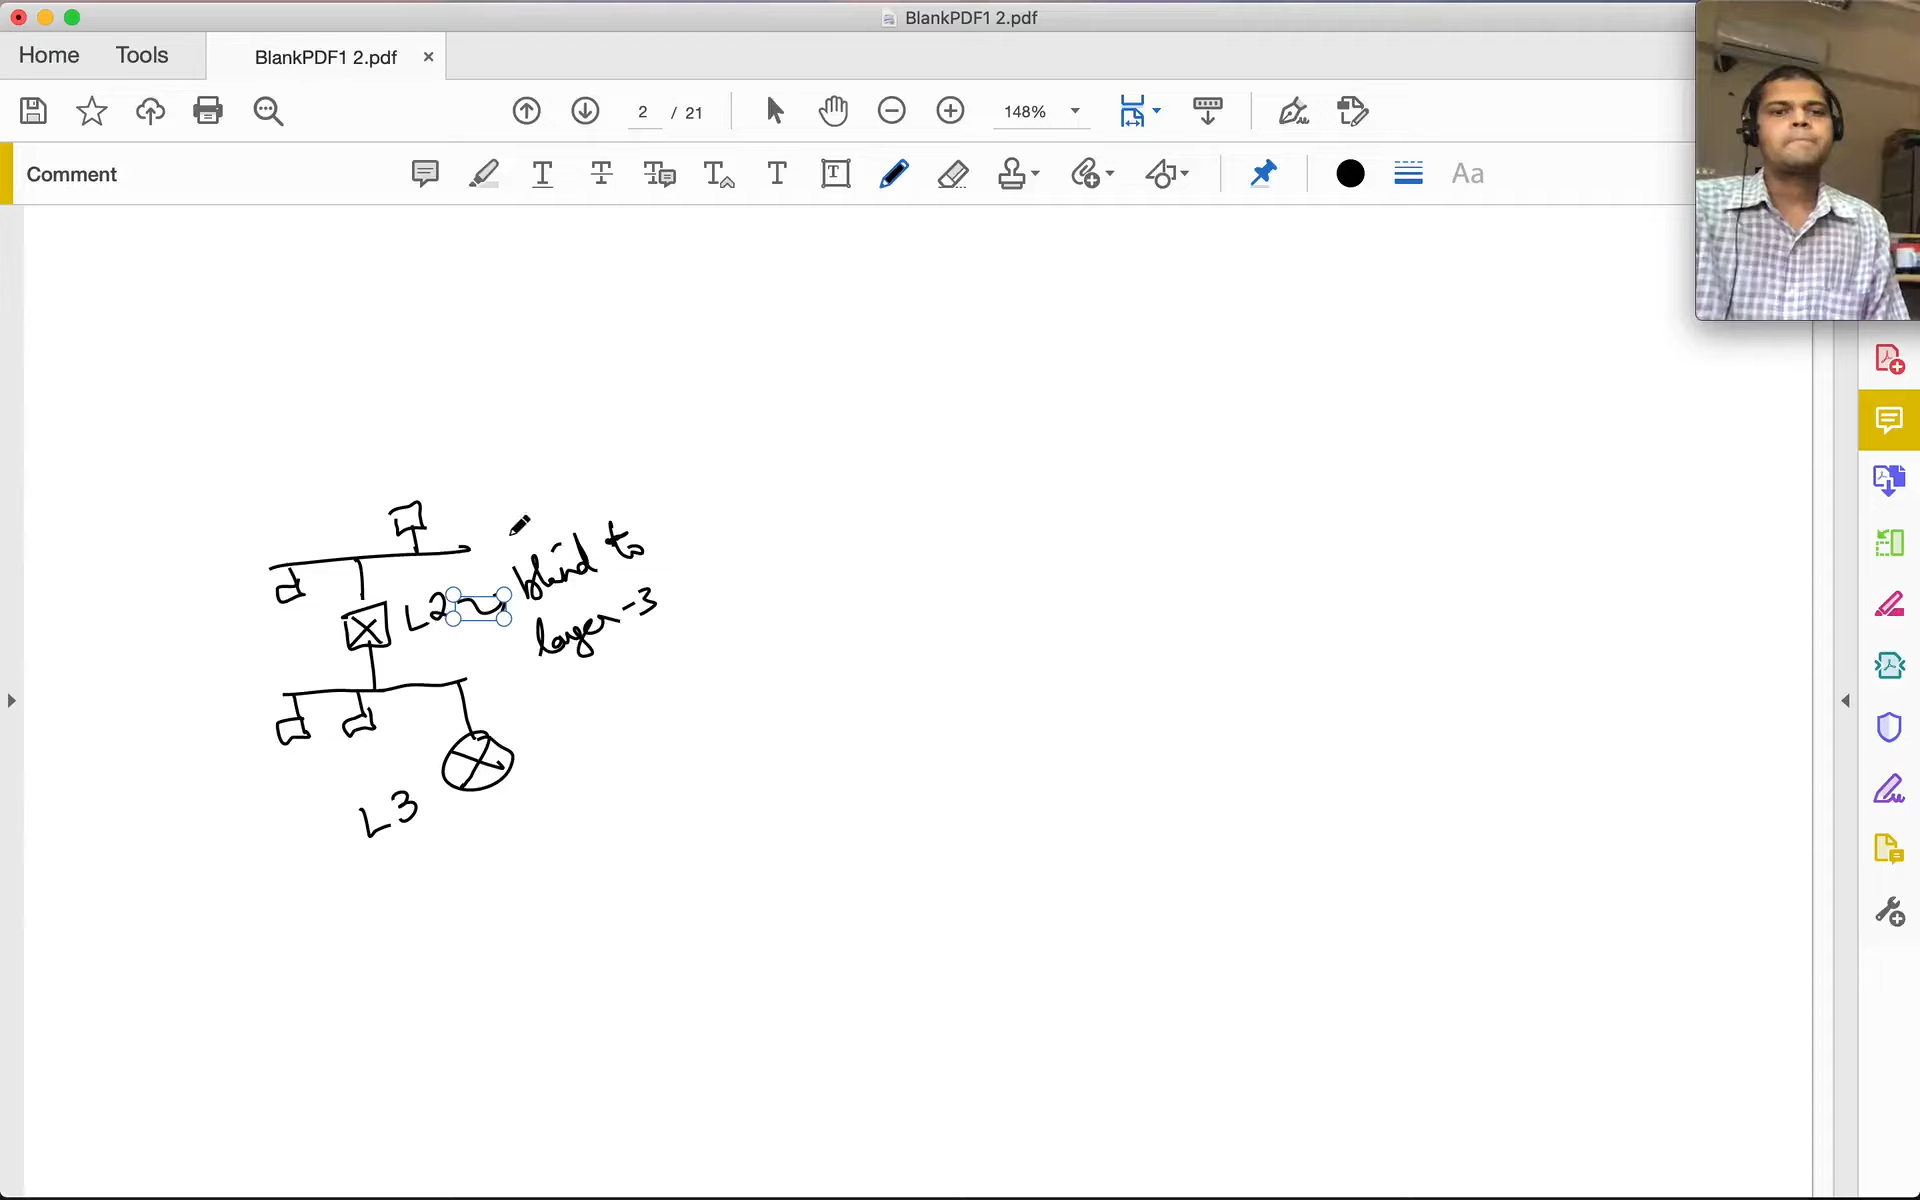 BlankPDF1 2.pdf
Home Tools BlankPDF1 2.pdf ×
2 / 21 148%
Comment
T T T T T T Aa
blind to
L2
layer-3
L3